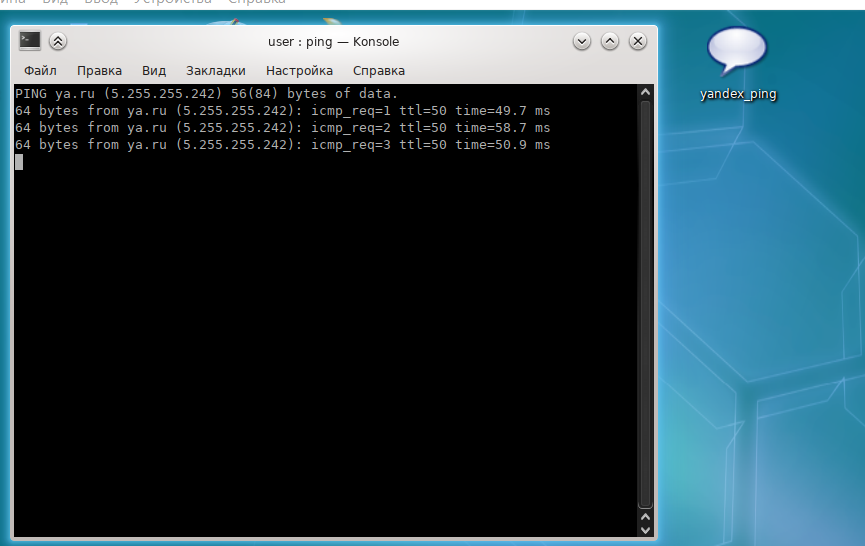 Вид Ввод Устройства Справка
user : ping — Konsole
Файл Правка Вид Закладки Настройка Справка
PING ya.ru (5.255.255.242) 56(84) bytes of data.
64 bytes from ya.ru (5.255.255.242): icmp_req=1 ttl=50 time=49.7 ms
64 bytes from ya.ru (5.255.255.242): icmp_req=2 ttl=50 time=58.7 ms
64 bytes from ya.ru (5.255.255.242): icmp_req=3 ttl=50 time=50.9 ms
yandex_ping